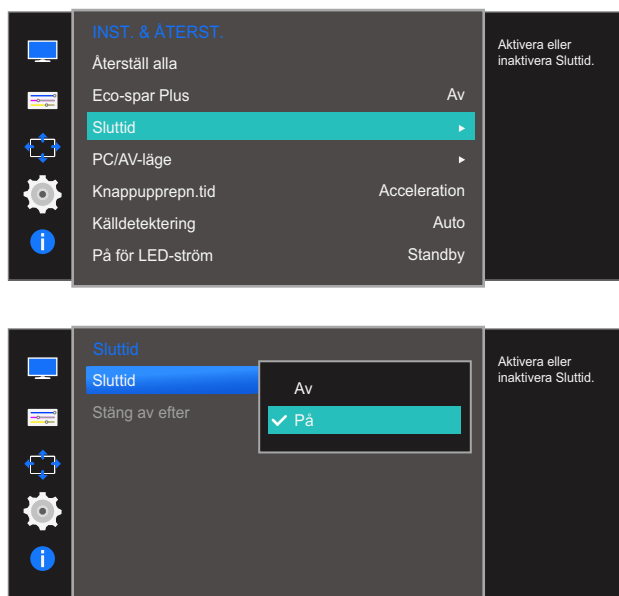 INST. & ÅTERST.
Återställ alla
Eco-spar Plus Av
Sluttid
PC/AV-läge
Knappupprepn.tid Acceleration
Källdetektering Auto
På för LED-ström Standby
Aktivera eller
inaktivera Sluttid.
Sluttid
Sluttid
Stäng av efter
Av
På
Aktivera eller
inaktivera Sluttid.